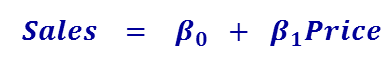 Sales = β₀ + β₁Price